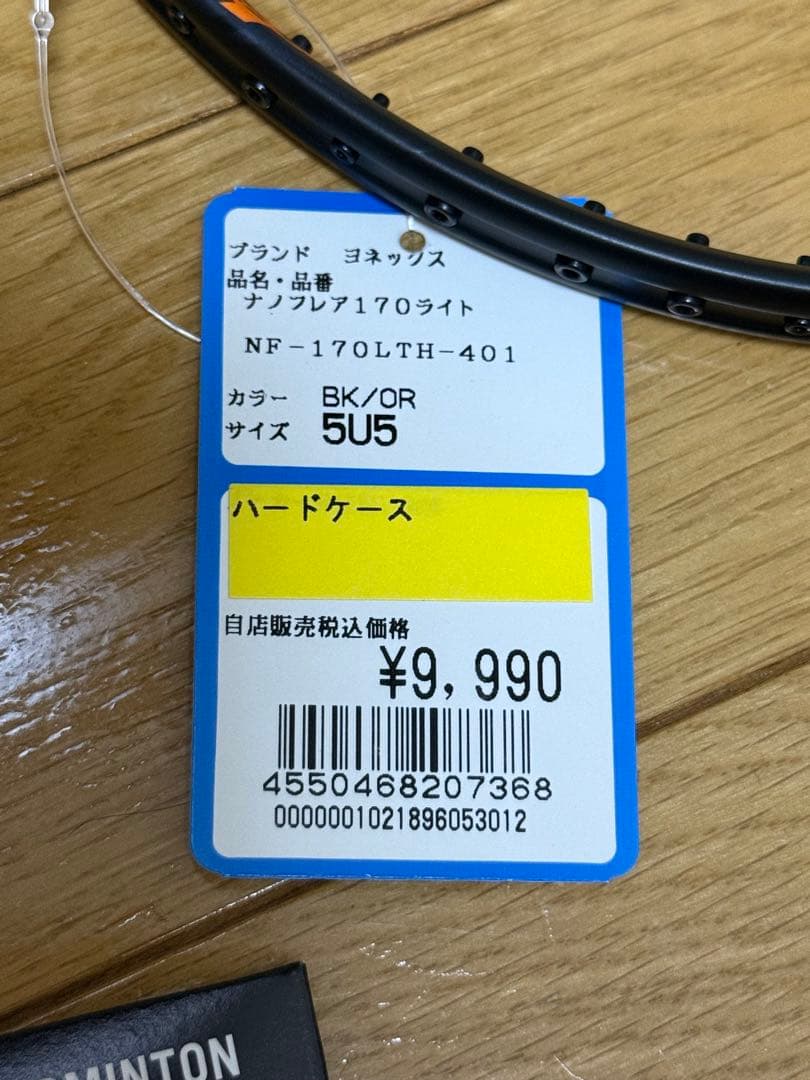 ブランド　ヨネックス
品名・品番
ナノフレア170ライト
NF-170LTH-401
カラー　BK/OR
サイズ　5U5
ハードケース
自店販売税込価格
¥9,990
4550468207368
0000001021896053012
MINTON